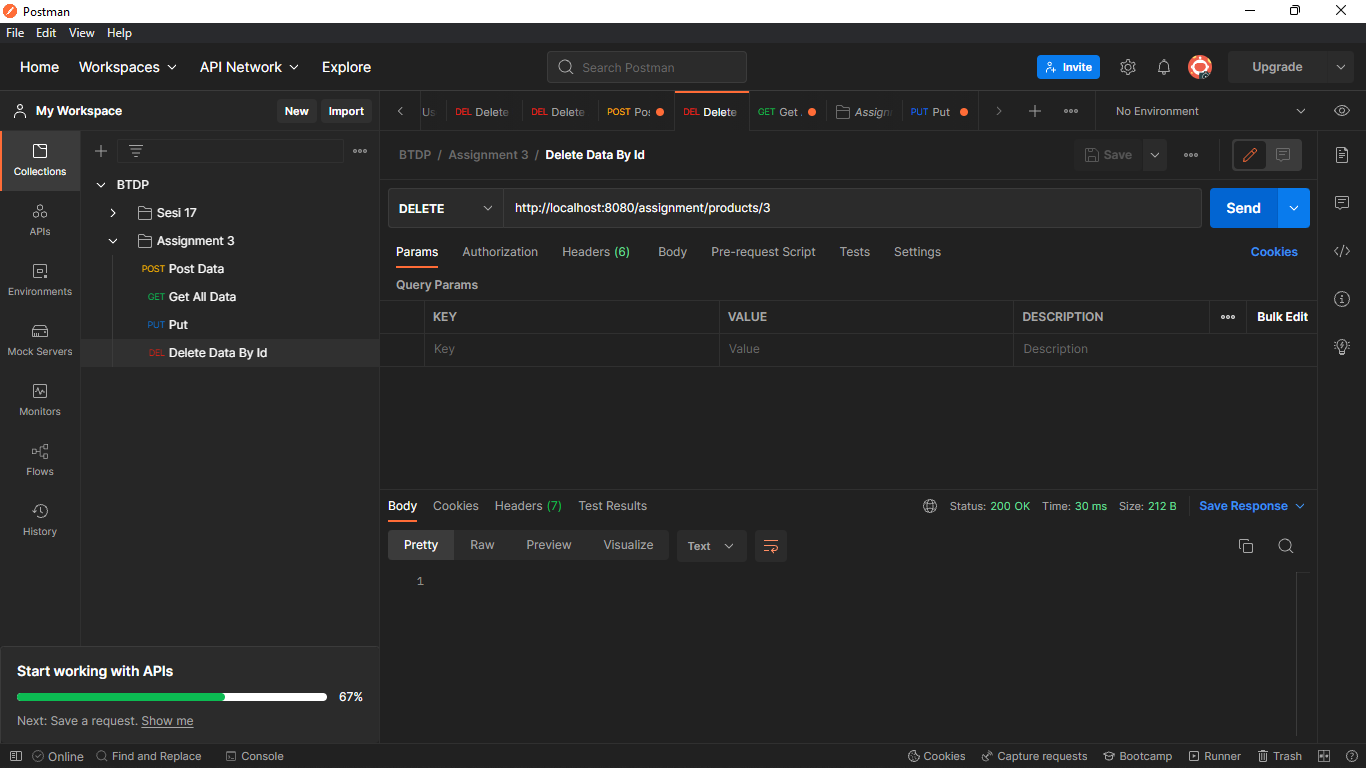 Postman
File Edit View Help
Home Workspaces API Network Explore Search Postman Invite Upgrade
My Workspace New Import
Us DEL Delete DEL Delete POST Po: DEL Delete GET Get . Assign PUT Put No Environment
BTDP / Assignment 3 / Delete Data By Id Save
Collections
APIs
Environments
Mock Servers
Monitors
Flows
History
BTDP
Sesi 17
Assignment 3
POST Post Data
GET Get All Data
PUT Put
DEL Delete Data By Id
DELETE http://localhost:8080/assignment/products/3 Send
Params Authorization Headers (6) Body Pre-request Script Tests Settings Cookies
Query Params
KEY VALUE DESCRIPTION Bulk Edit
Key Value Description
Body Cookies Headers (7) Test Results Status: 200 OK Time: 30 ms Size: 212 B Save Response
Pretty Raw Preview Visualize Text
1
Start working with APIs
67%
Next: Save a request. Show me
Online Find and Replace Console Cookies Capture requests Bootcamp Runner Trash